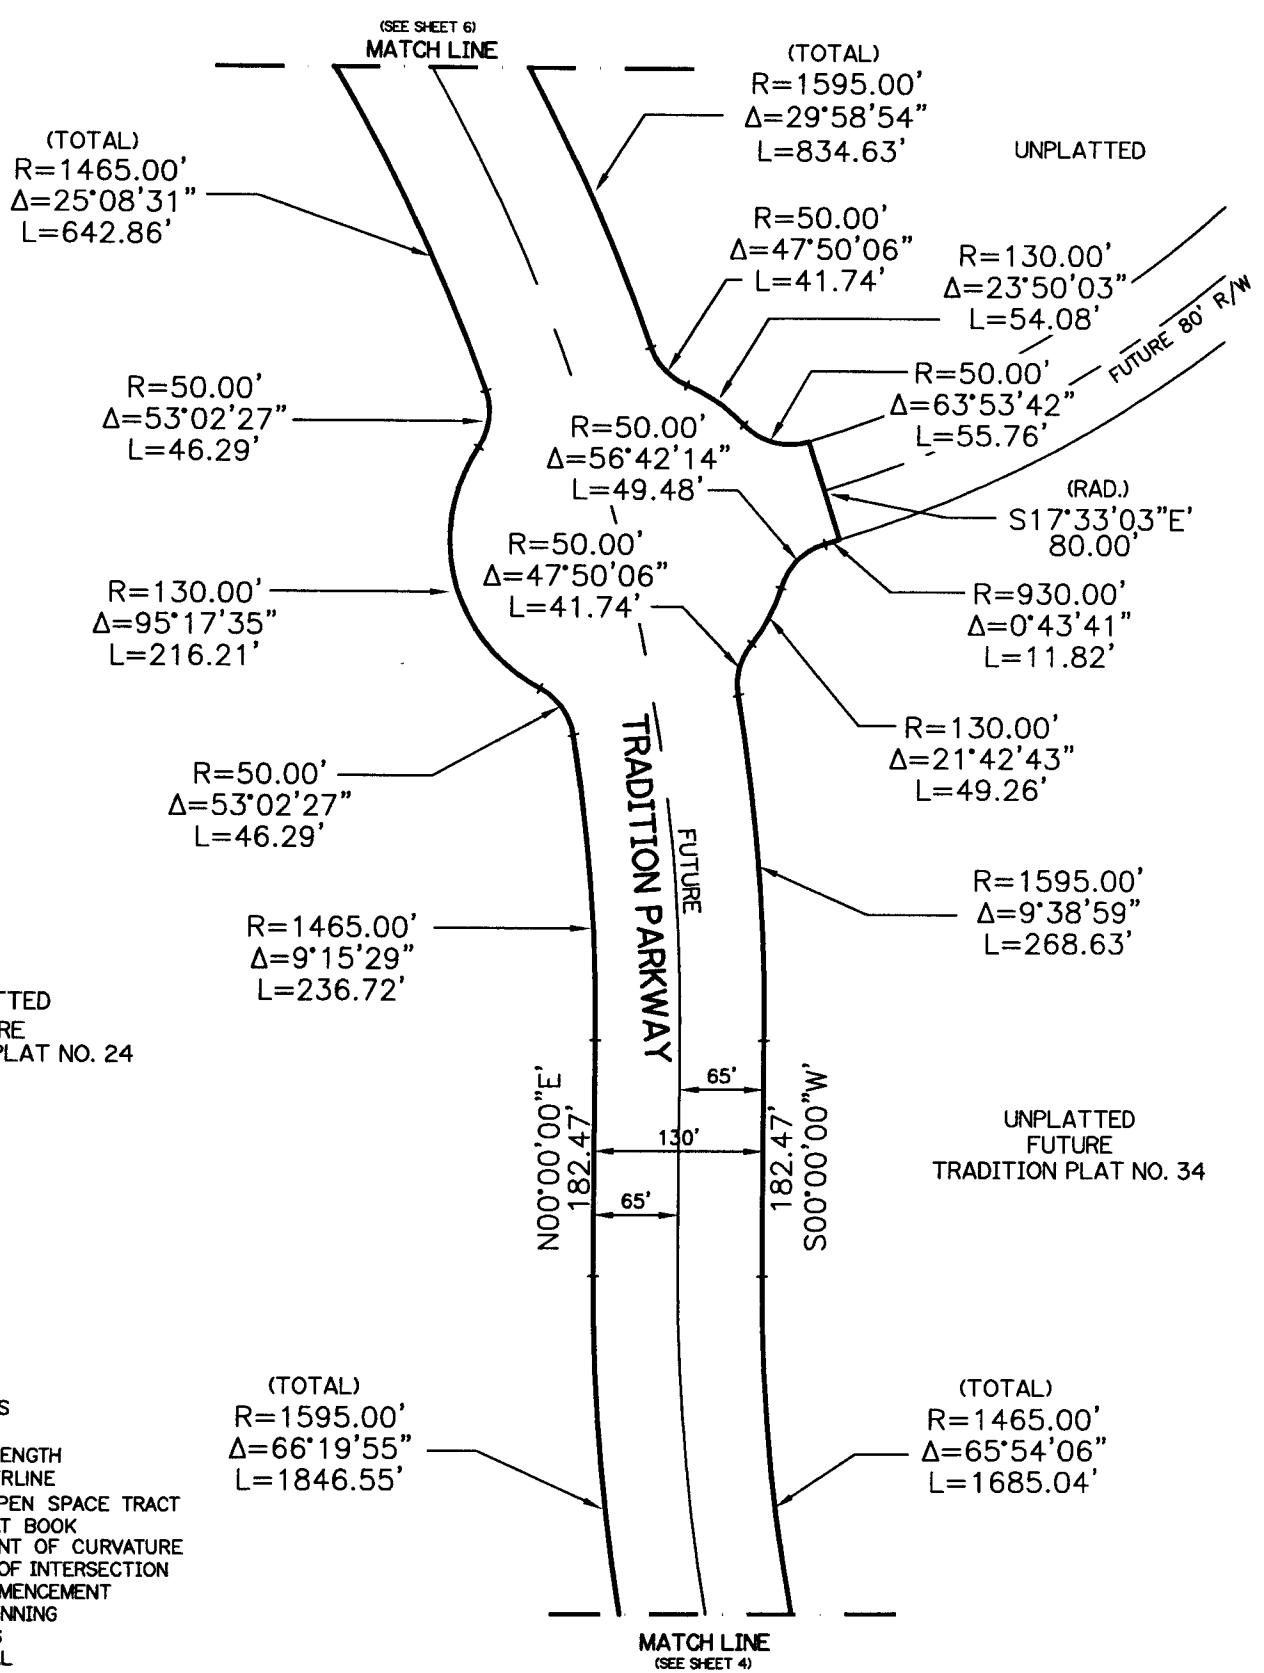 (SEE SHEET 6)
MATCH LINE
(TOTAL)
R=1595.00'
Δ=29°58'54"
L=834.63'
UNPLATTED
(TOTAL)
R=1465.00'
Δ=25°08'31"
L=642.86'
R=50.00'
Δ=47°50'06"
L=41.74'
R=130.00'
Δ=23°50'03"
L=54.08'
FUTURE 80' R/W
R=50.00'
Δ=63°53'42"
L=55.76'
R=50.00'
Δ=53°02'27"
L=46.29'
R=50.00'
Δ=56°42'14"
L=49.48'
(RAD.)
S17°33'03"E'
80.00'
R=50.00'
Δ=47°50'06"
L=41.74'
R=130.00'
Δ=95°17'35"
L=216.21'
R=930.00'
Δ=0°43'41"
L=11.82'
R=130.00'
Δ=21°42'43"
L=49.26'
R=50.00'
Δ=53°02'27"
L=46.29'
TRADITION PARKWAY
FUTURE
R=1595.00'
Δ=9°38'59"
L=268.63'
R=1465.00'
Δ=9°15'29"
L=236.72'
TTED
RE
PLAT NO. 24
65'
130'
65'
N00°00'00"E'
182.47'
182.47'
S00°00'00"W'
UNPLATTED
FUTURE
TRADITION PLAT NO. 34
(TOTAL)
R=1595.00'
Δ=66°19'55"
L=1846.55'
(TOTAL)
R=1465.00'
Δ=65°54'06"
L=1685.04'
S
ENGTH
RLINE
PEN SPACE TRACT
T BOOK
NT OF CURVATURE
OF INTERSECTION
MENCEMENT
NNING
S
L
MATCH LINE
(SEE SHEET 4)